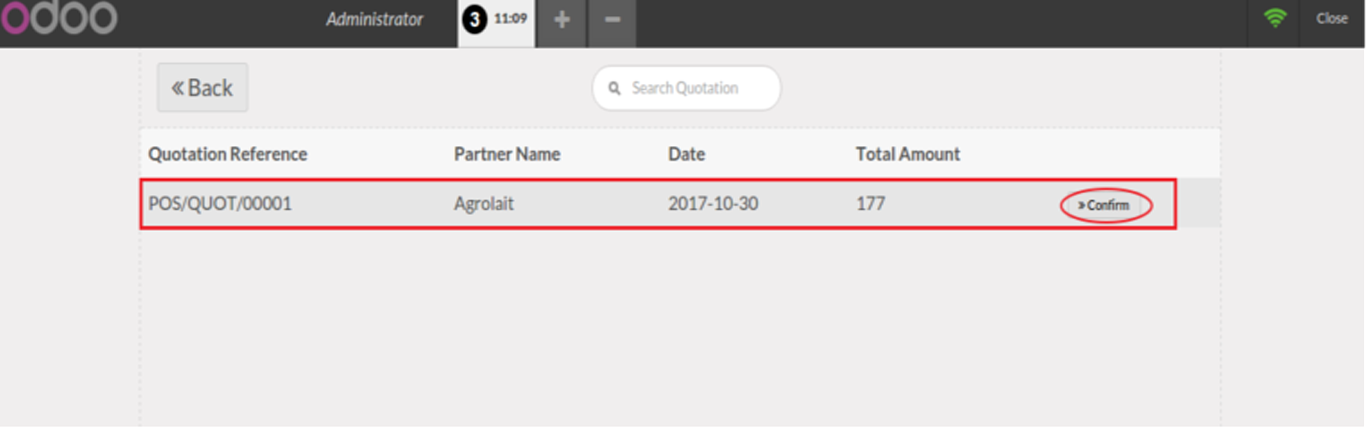 odoo Administrator 3 11:09 + − Close
« Back Search Quotation
Quotation Reference Partner Name Date Total Amount
POS/QUOT/00001 Agrolait 2017-10-30 177 » Confirm